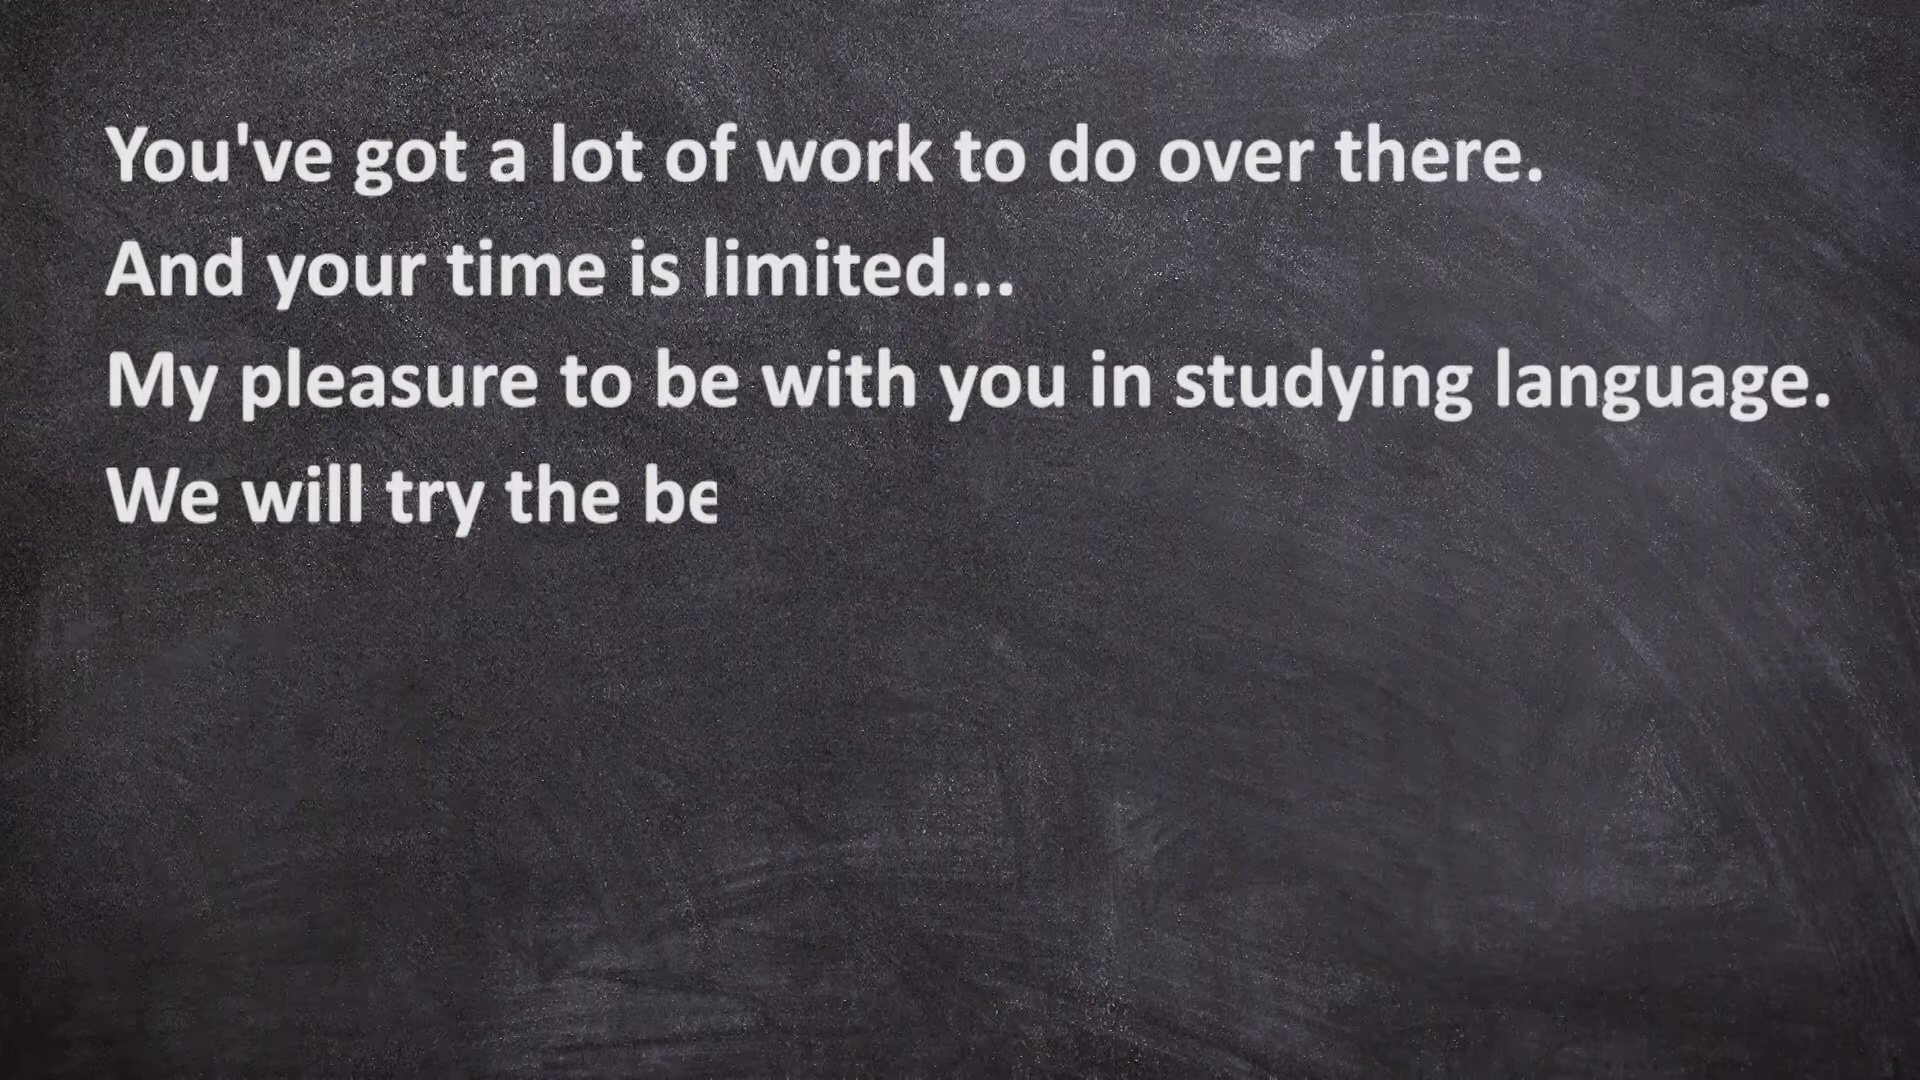 You've got a lot of work to do over there.
And your time is limited...
My pleasure to be with you in studying language.
We will try the be